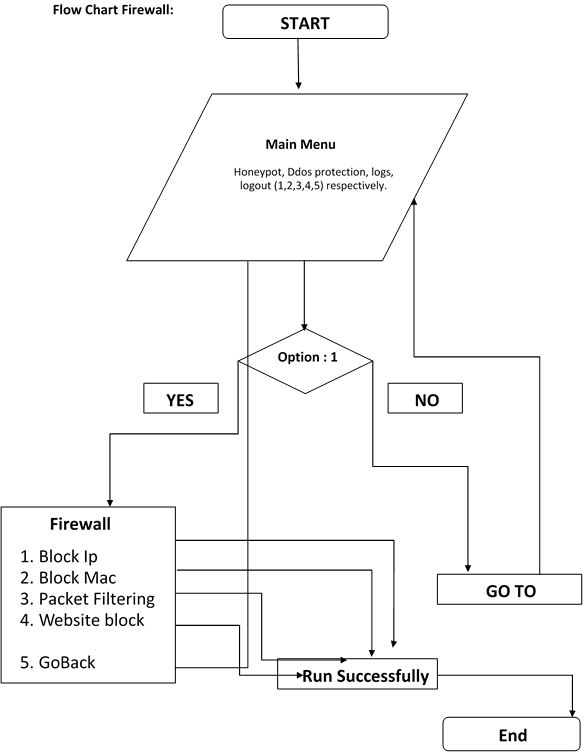 Flow Chart Firewall:
START
Main Menu
Honeypot, Ddos protection, logs,
logout (1,2,3,4,5) respectively.
Option : 1
YES
NO
Firewall
1. Block Ip
2. Block Mac
3. Packet Filtering
4. Website block
5. GoBack
GO TO
Run Successfully
End